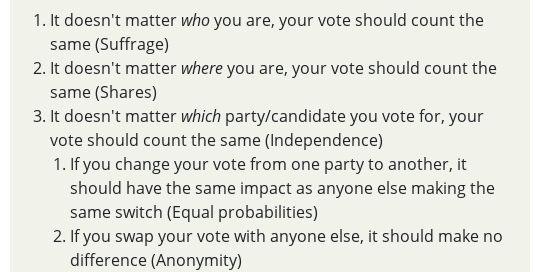 1. It doesn't matter who you are, your vote should count the
same (Suffrage)
2. It doesn't matter where you are, your vote should count the
same (Shares)
3. It doesn't matter which party/candidate you vote for, your
vote should count the same (Independence)
1. If you change your vote from one party to another, it
should have the same impact as anyone else making the
same switch (Equal probabilities)
2. If you swap your vote with anyone else, it should make no
difference (Anonymity)